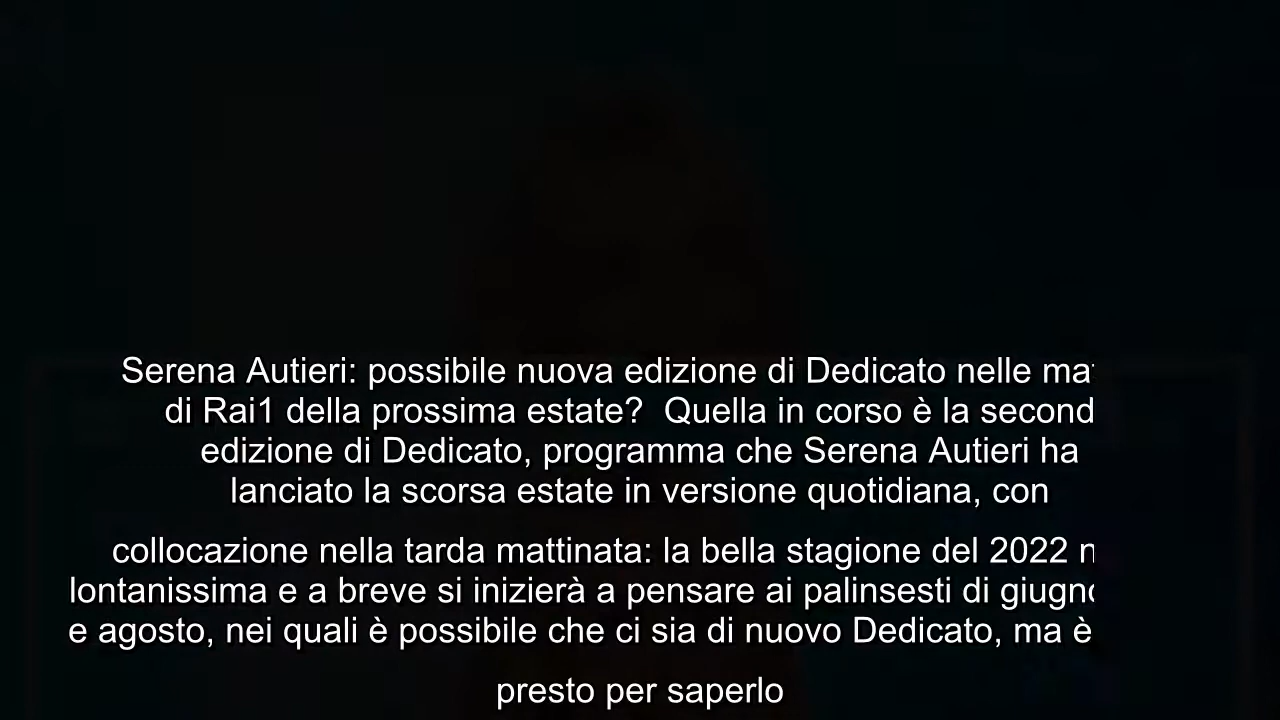 Serena Autieri: possibile nuova edizione di Dedicato nelle
di Rai1 della prossima estate? Quella in corso è la second
edizione di Dedicato, programma che Serena Autieri ha
lanciato la scorsa estate in versione quotidiana, con
collocazione nella tarda mattinata: la bella stagione del 2022
lontanissima e a breve si inizierà a pensare ai palinsesti di
e agosto, nei quali è possibile che ci sia di nuovo Dedicato, ma è
presto per saperlo